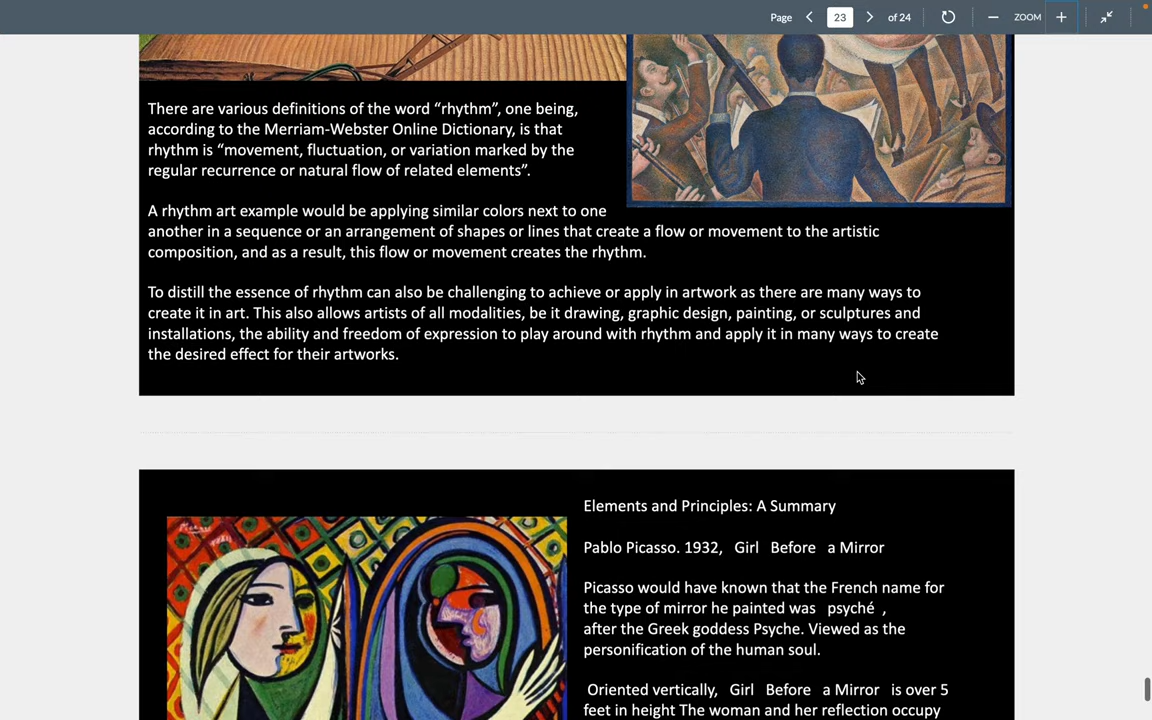 Page 23 of 24 ZOOM
There are various definitions of the word “rhythm”, one being,
according to the Merriam-Webster Online Dictionary, is that
rhythm is “movement, fluctuation, or variation marked by the
regular recurrence or natural flow of related elements”.
A rhythm art example would be applying similar colors next to one
another in a sequence or an arrangement of shapes or lines that create a flow or movement to the artistic
composition, and as a result, this flow or movement creates the rhythm.
To distill the essence of rhythm can also be challenging to achieve or apply in artwork as there are many ways to
create it in art. This also allows artists of all modalities, be it drawing, graphic design, painting, or sculptures and
installations, the ability and freedom of expression to play around with rhythm and apply it in many ways to create
the desired effect for their artworks.
Elements and Principles: A Summary
Pablo Picasso. 1932, Girl Before a Mirror
Picasso would have known that the French name for
the type of mirror he painted was psyché ,
after the Greek goddess Psyche. Viewed as the
personification of the human soul.
Oriented vertically, Girl Before a Mirror is over 5
feet in height The woman and her reflection occupy
Picasso